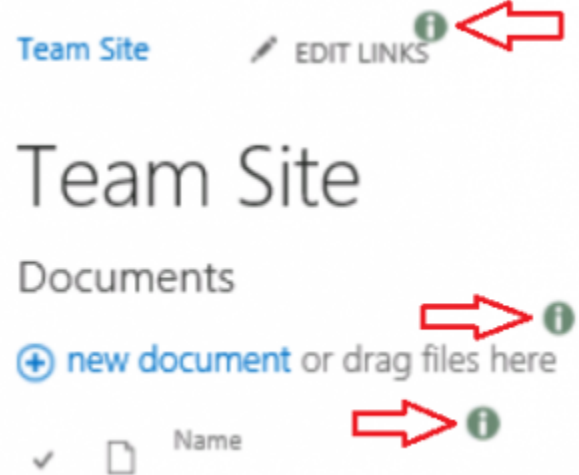 Team Site EDIT LINKS
Team Site
Documents
new document or drag files here
Name